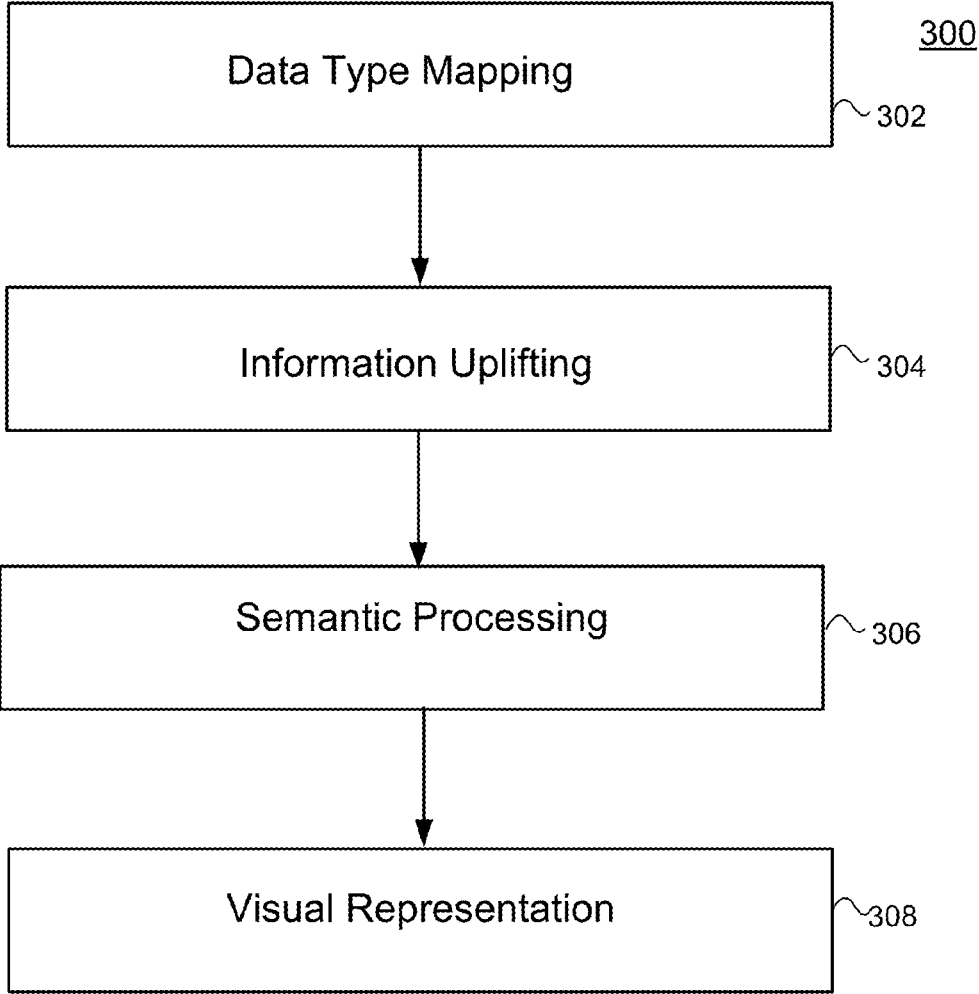 300
Data Type Mapping
302
Information Uplifting
304
Semantic Processing
306
Visual Representation
308